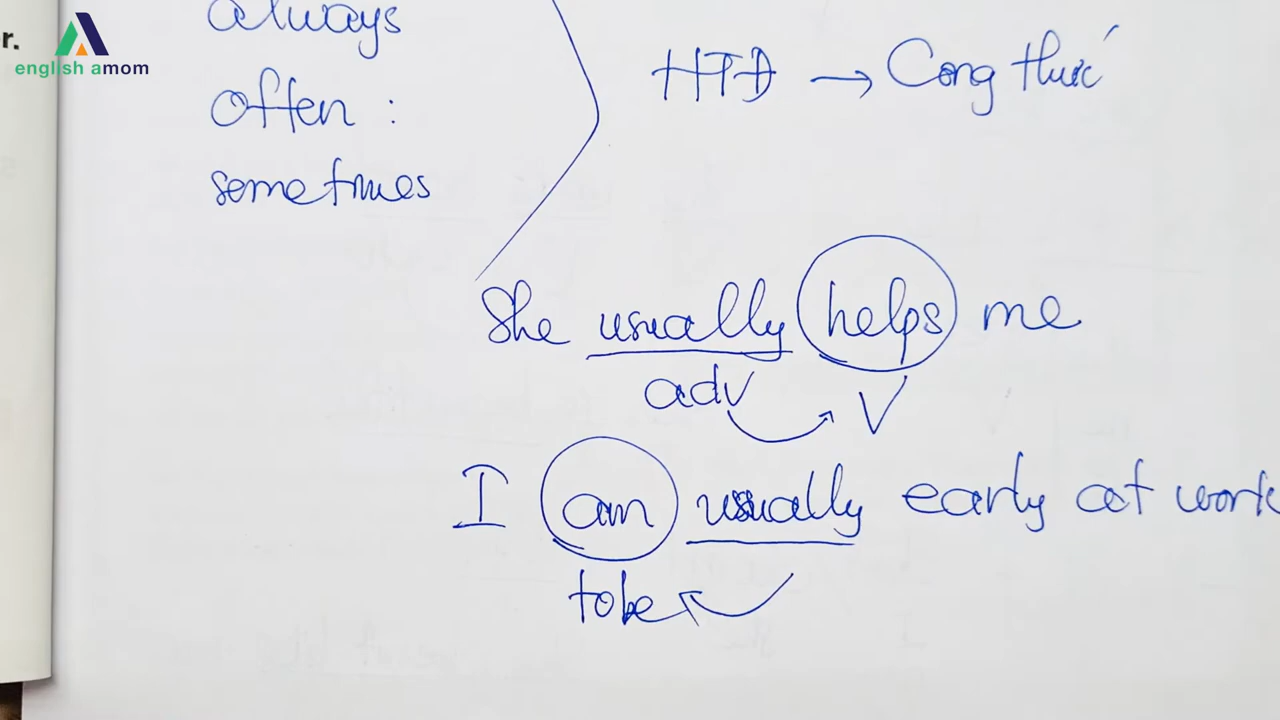 r.
english amom
always
often :
sometimes
HTĐ → Công thức
She usually helps me
adv V
I am usually early at work
tobe